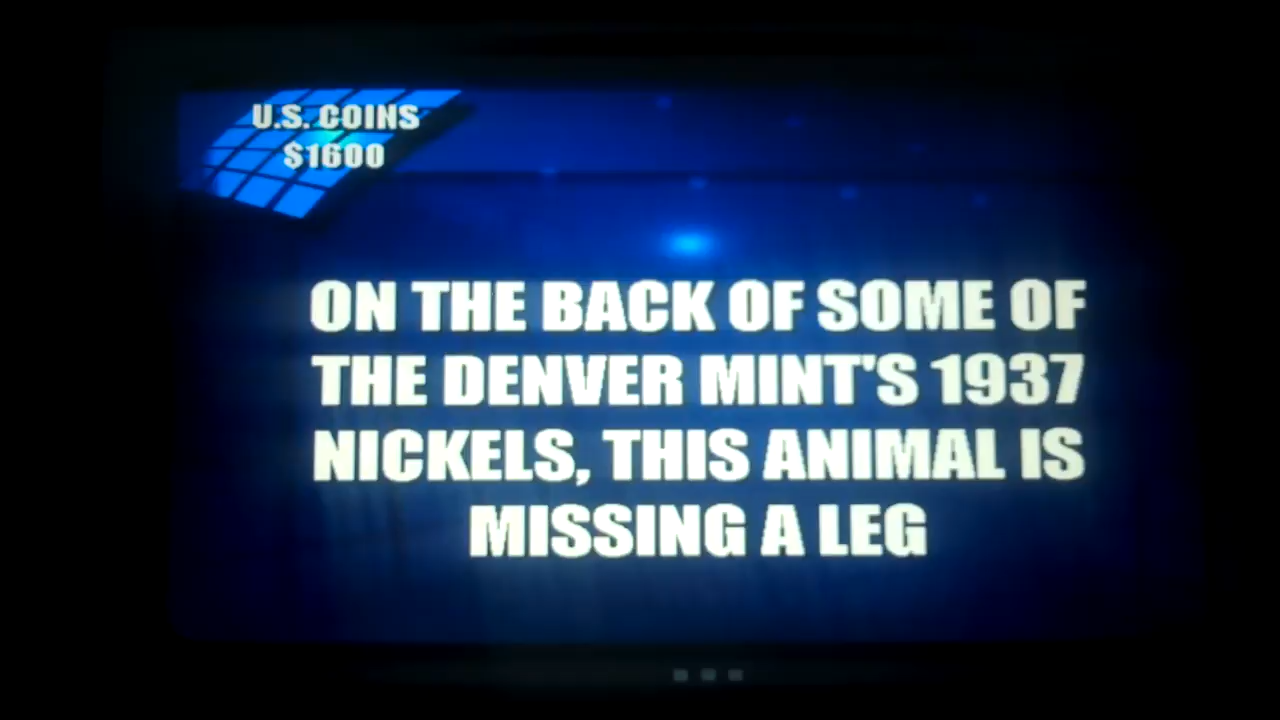 U.S. COINS
$1600
ON THE BACK OF SOME OF
THE DENVER MINT'S 1937
NICKELS, THIS ANIMAL IS
MISSING A LEG